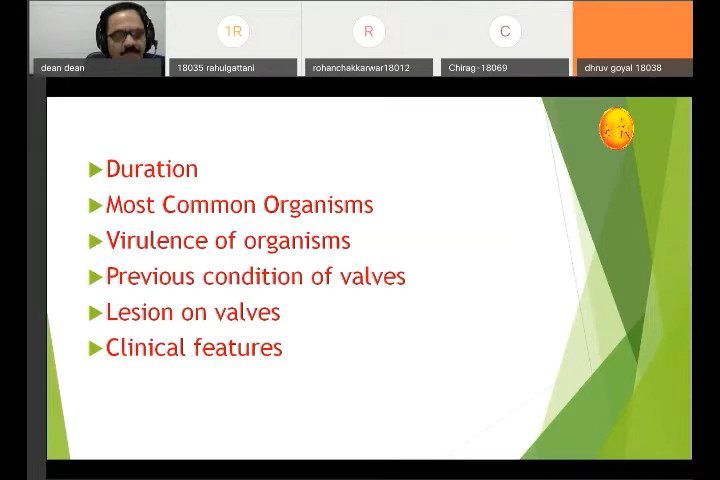 1R
R
C
dean dean
18035 rahulgattani
rohanchakkarwar18012
Chirag-18069
dhruv goyal 18038
Duration
Most Common Organisms
Virulence of organisms
Previous condition of valves
Lesion on valves
Clinical features